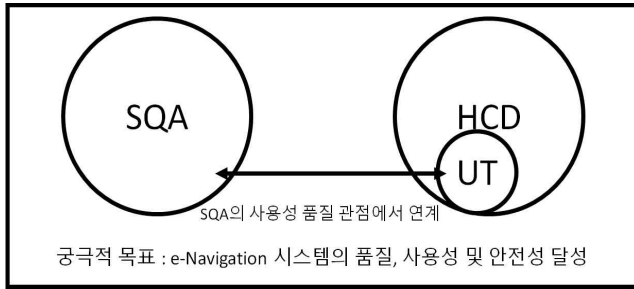 SQA
HCD
UT
SQA의 사용성 품질 관점에서 연계
궁극적 목표 : e-Navigation 시스템의 품질, 사용성 및 안전성 달성